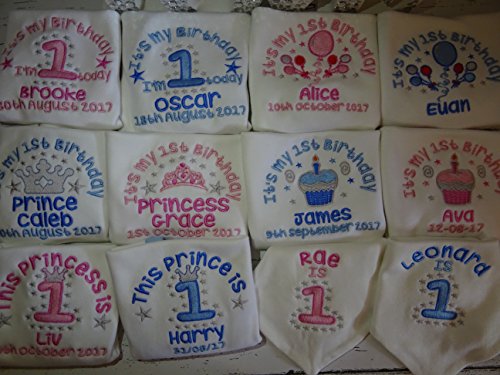 It's My 1st Birthday
I'm 1 today
Brooke
30th August 2017
It's My 1st Birthday
I'm 1 today
Oscar
18th August 2017
It's my 1st Birthday
Alice
10th October 2017
It's my 1st Birthday
Euan
It's my 1st Birthday
Prince
Caleb
It's my 1st Birthday
Princess
Grace
1st October 2017
It's my 1st Birthday
James
9th September 2017
It's my 1st Birthday
Ava
12-08-17
This Princess is
1
Liv
October 2017
This Prince is
1
Harry
31/08/17
Rae
is
1
Leonard
is
1